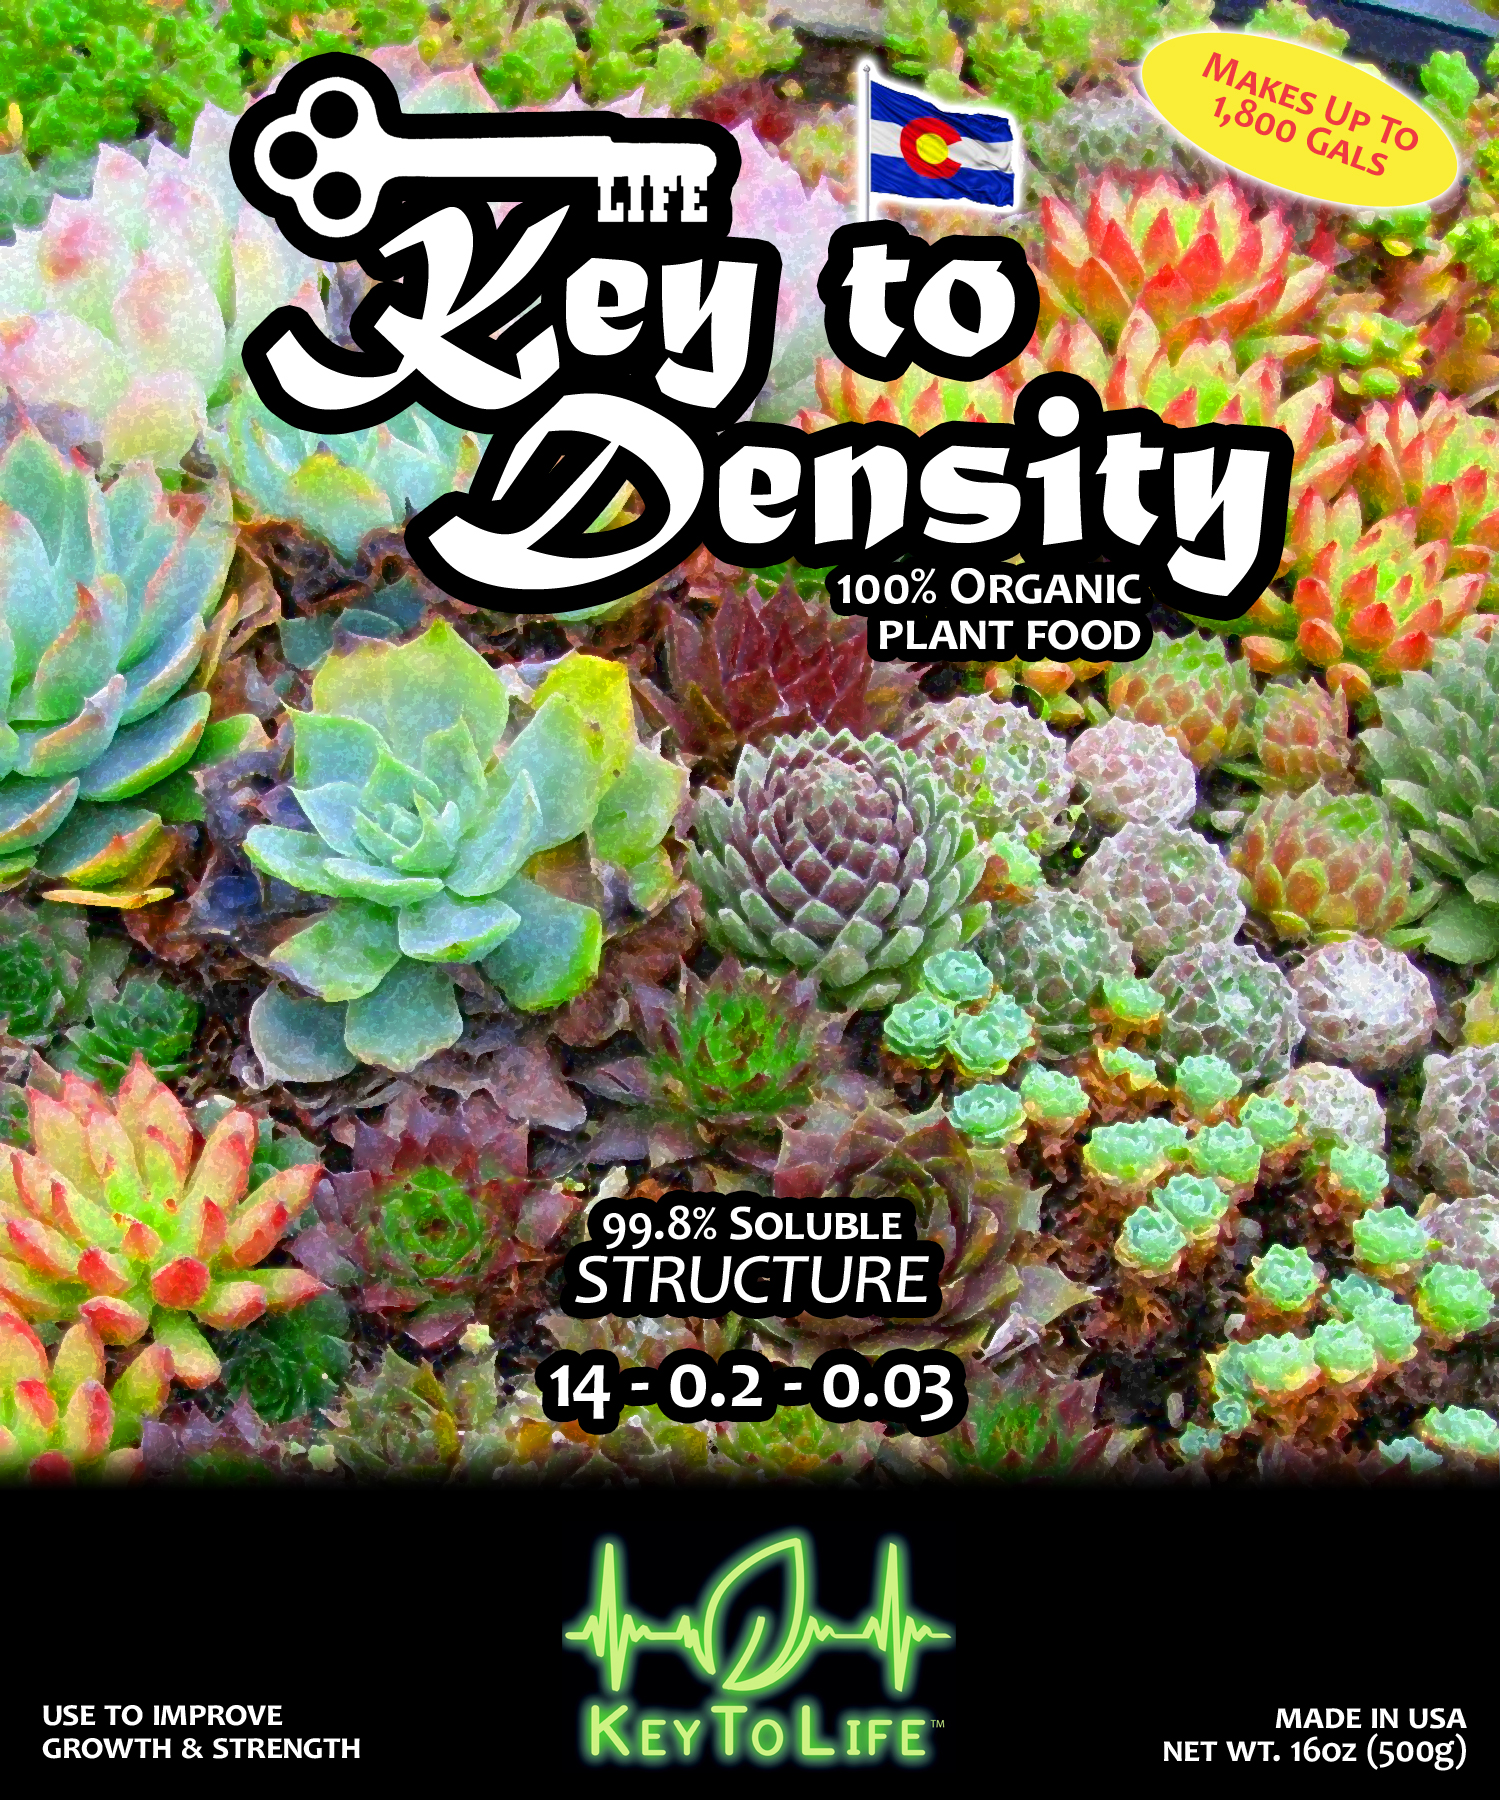 Makes Up To
1,800 Gals
LIFE
Key to
Density
100% Organic
PLANT FOOD
99.8% Soluble
STRUCTURE
14 - 0.2 - 0.03
KeyToLife™
USE TO IMPROVE
GROWTH & STRENGTH
MADE IN USA
NET WT. 16oz (500g)